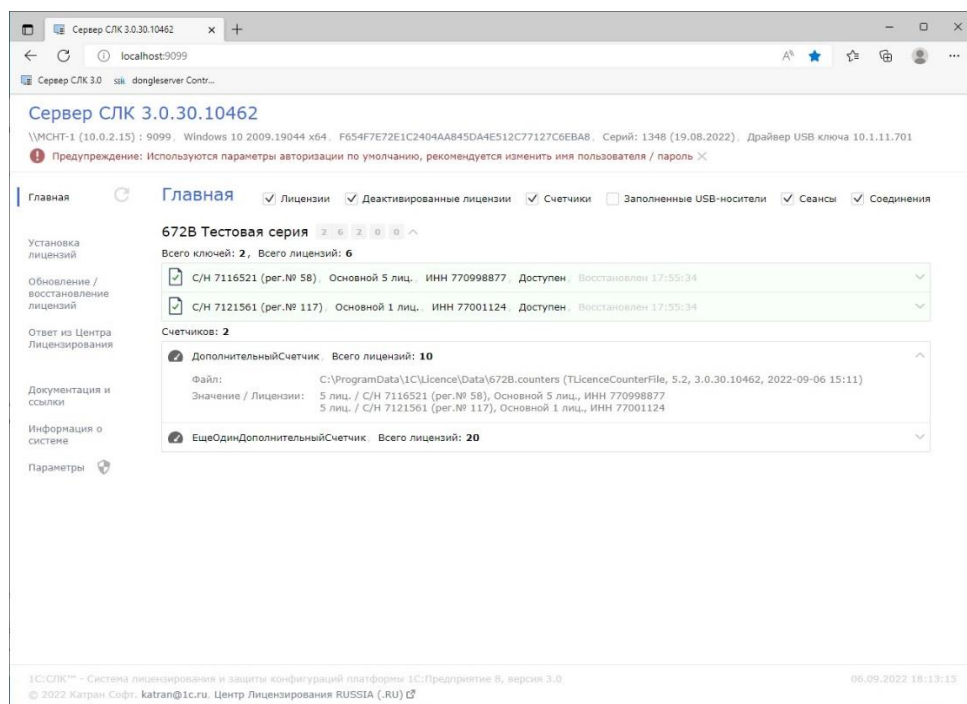 Сервер СЛК 3.0.30.10462
localhost:9099
Сервер СЛК 3.0 ssik dongleserver Contr...
Сервер СЛК 3.0.30.10462
\\МСНТ-1 (10.0.2.15) : 9099, Windows 10 2009.19044 x64, F654F7E72E1C2404AA845DA4E512C77127C6EBA8, Серий: 1348 (19.08.2022), Драйвер USB ключа 10.1.11.701
Предупреждение: Используются параметры авторизации по умолчанию, рекомендуется изменить имя пользователя / пароль
Главная
Главная Лицензии Деактивированные лицензии Счетчики Заполненные USB-носители Сеансы Соединения
Установка
лицензий
Обновление /
восстановление
лицензий
Ответ из Центра
Лицензирования
Документация и
ссылки
Информация о
системе
Параметры
672B Тестовая серия 2 6 2 0 0
Всего ключей: 2, Всего лицензий: 6
С/Н 7116521 (рег.№ 58), Основной 5 лиц., ИНН 770998877, Доступен, Восстановлен 17:55:34
С/Н 7121561 (рег.№ 117), Основной 1 лиц., ИНН 77001124, Доступен, Восстановлен 17:55:34
Счетчиков: 2
ДополнительныйСчетчик, Всего лицензий: 10
Файл: C:\ProgramData\1C\Licence\Data\672B.counters (TLicenceCounterFile, 5.2, 3.0.30.10462, 2022-09-06 15:11)
Значение / Лицензии: 5 лиц. / С/Н 7116521 (рег.№ 58), Основной 5 лиц., ИНН 770998877
5 лиц. / С/Н 7121561 (рег.№ 117), Основной 1 лиц., ИНН 77001124
ЕщеОдинДополнительныйСчетчик, Всего лицензий: 20
1С:СЛК™ - Система лицензирования и защиты конфигураций платформы 1С:Предприятие 8, версия 3.0
06.09.2022 18:13:15
© 2022 Катран Софт, katran@1c.ru, Центр Лицензирования RUSSIA (.RU)